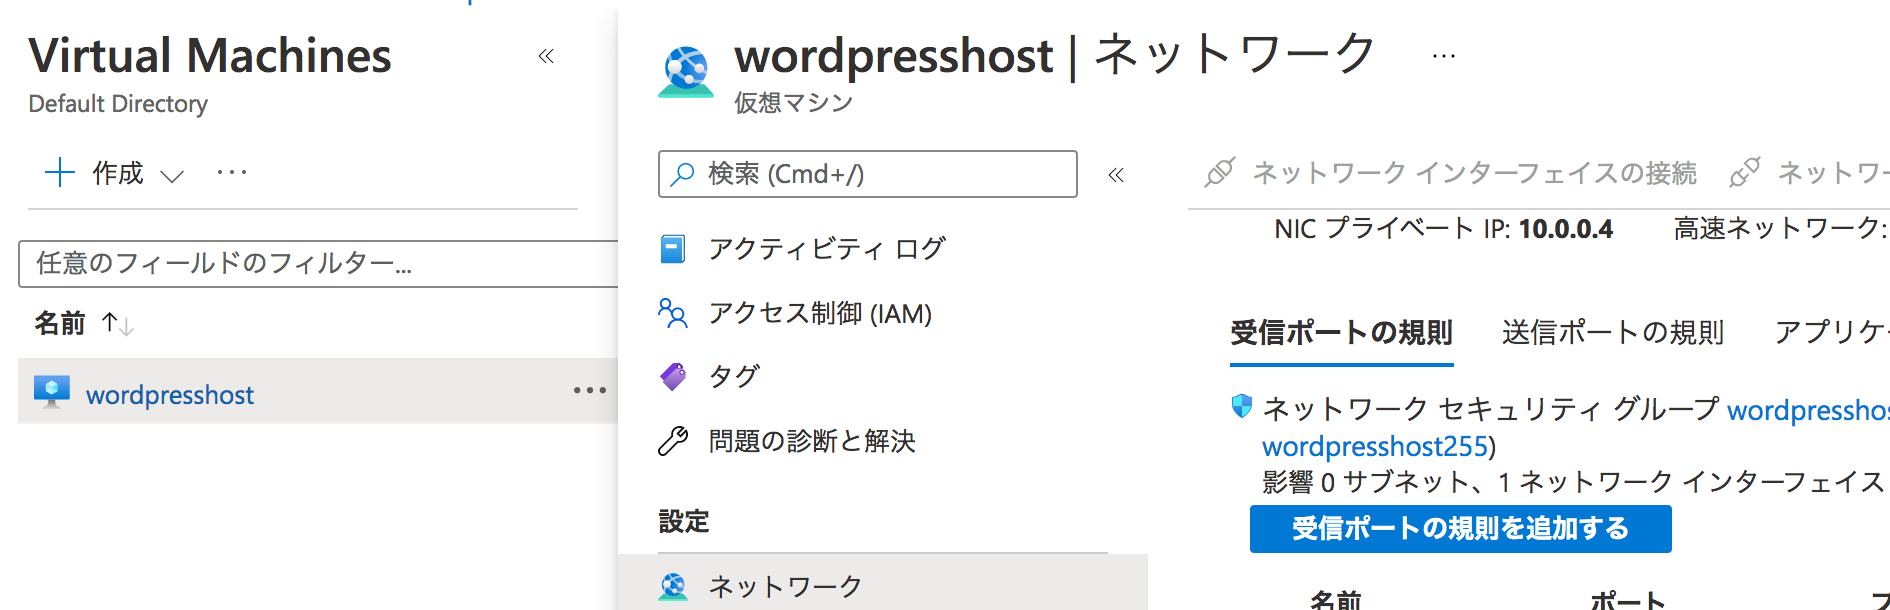 Virtual Machines
Default Directory
作成
任意のフィールドのフィルター...
名前
wordpresshost
wordpresshost | ネットワーク
仮想マシン
検索 (Cmd+/)
アクティビティ ログ
アクセス制御 (IAM)
タグ
問題の診断と解決
設定
ネットワーク
ネットワーク インターフェイスの接続 ネットワー
NIC プライベート IP: 10.0.0.4 高速ネットワーク:
受信ポートの規則 送信ポートの規則 アプリケ
ネットワーク セキュリティ グループ wordpresshos
wordpresshost255)
影響 0 サブネット、1 ネットワーク インターフェイス
受信ポートの規則を追加する
名前 ポート